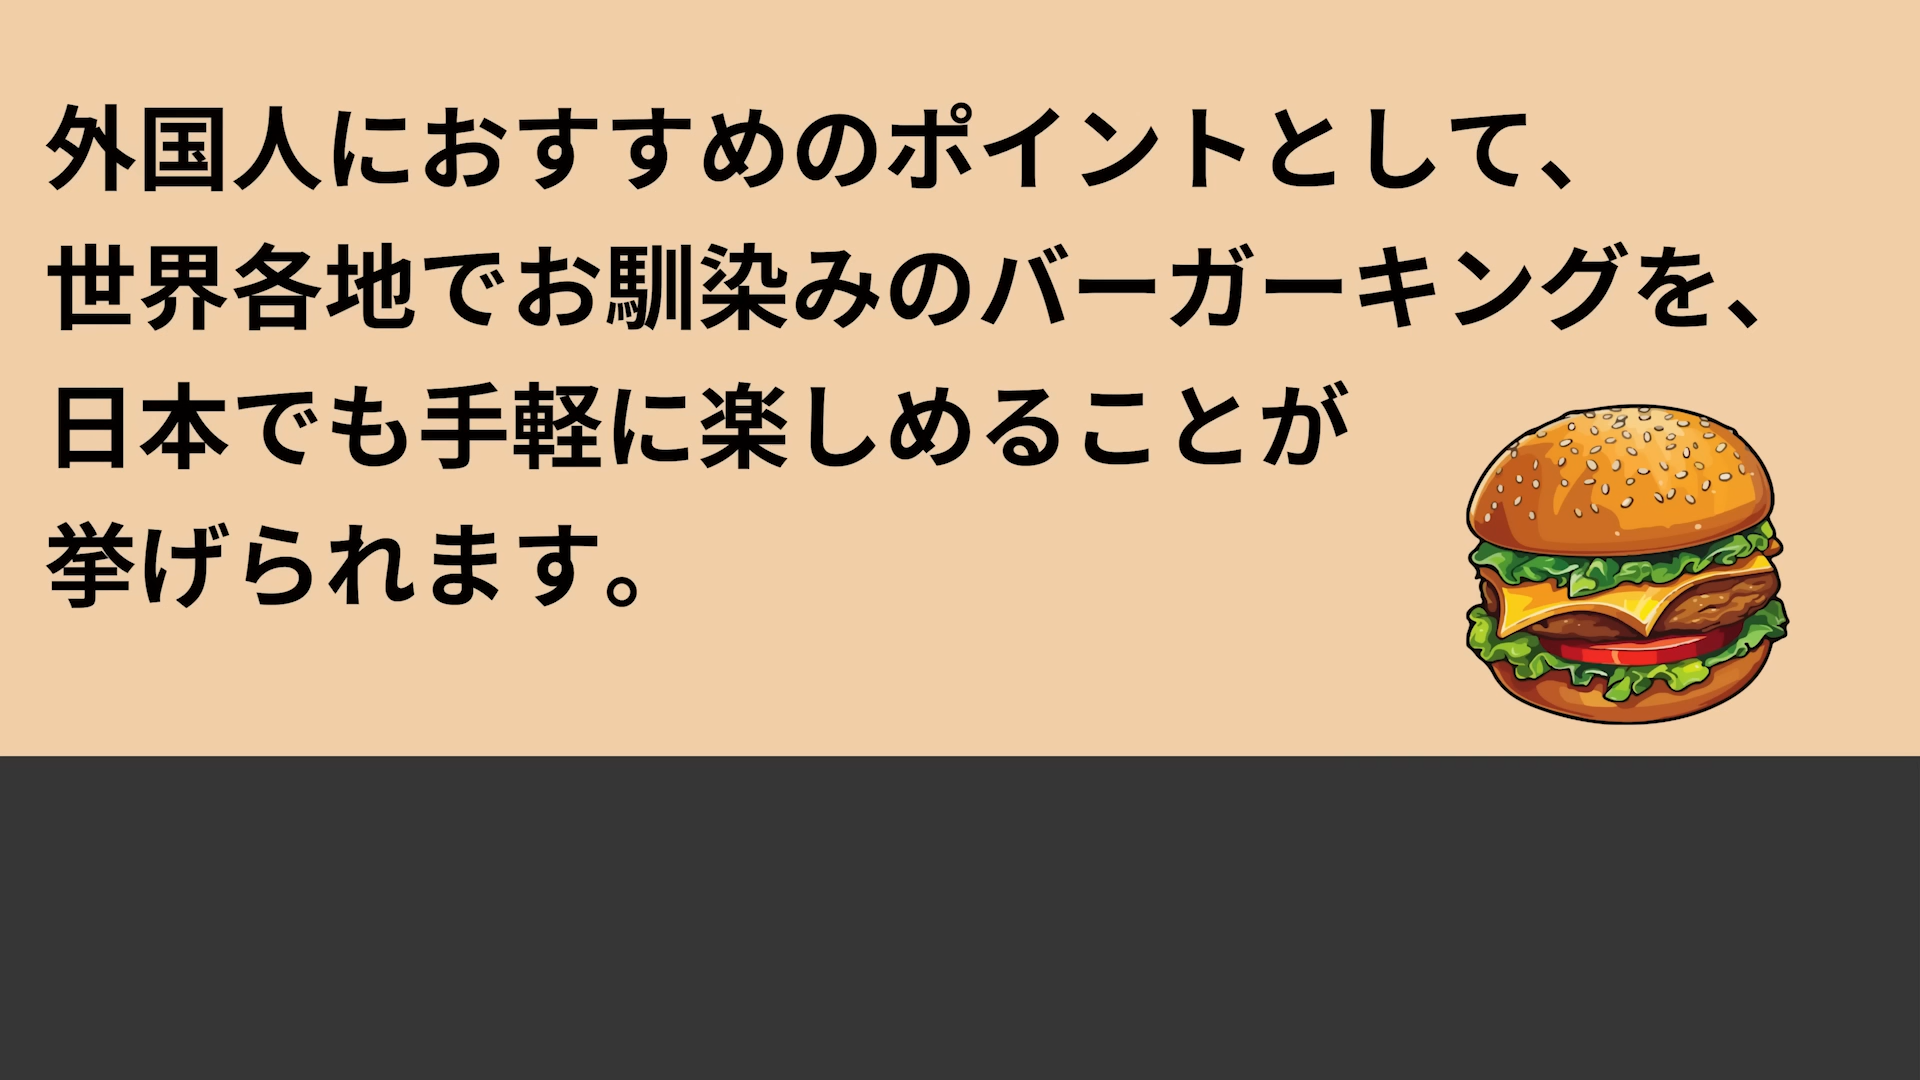 外国人におすすめのポイントとして、
世界各地でお馴染みのバーガーキングを、
日本でも手軽に楽しめることが
挙げられます。